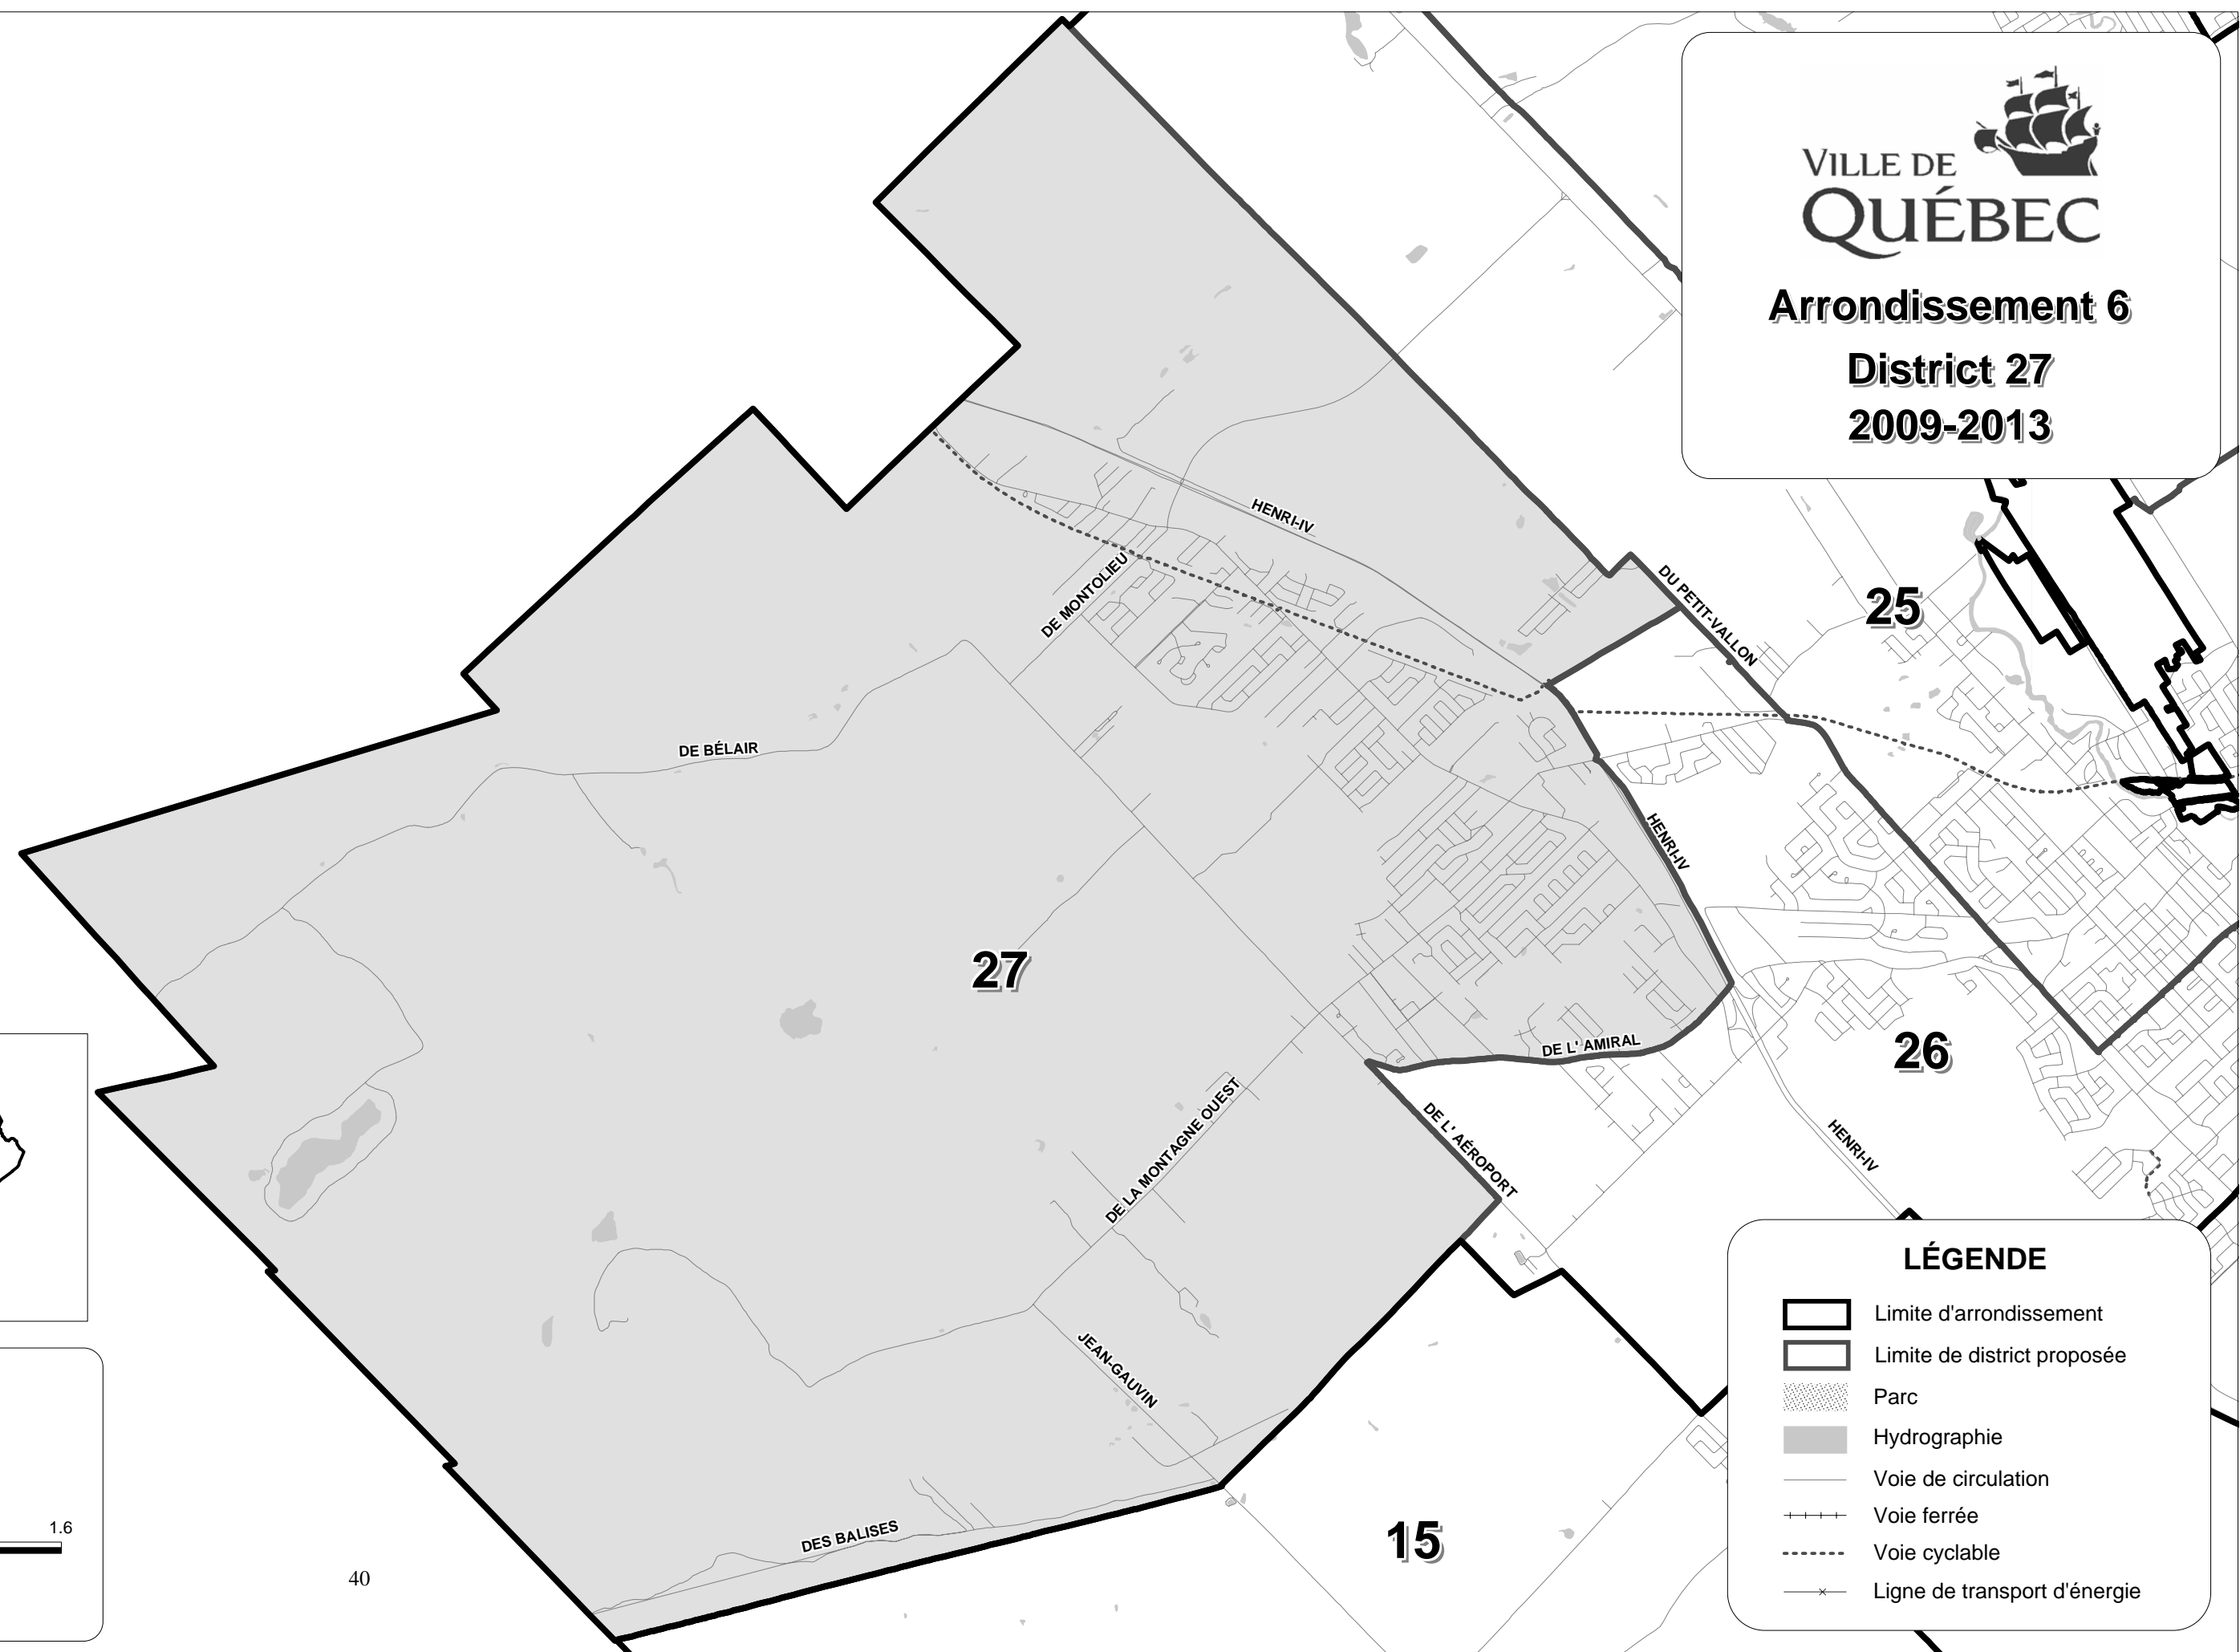 VILLE DE
QUÉBEC
Arrondissement 6
District 27
2009-2013
HENRI-IV
DE MONTOLIEU
DU PETIT-VALLON
25
DE BÉLAIR
HENRI-IV
27
DE L' AMIRAL
26
DE LA MONTAGNE OUEST
DE L' AÉROPORT
HENRI-IV
JEAN-GAUVIN
DES BALISES
15
1.6
40
LÉGENDE
Limite d'arrondissement
Limite de district proposée
Parc
Hydrographie
Voie de circulation
Voie ferrée
Voie cyclable
Ligne de transport d'énergie